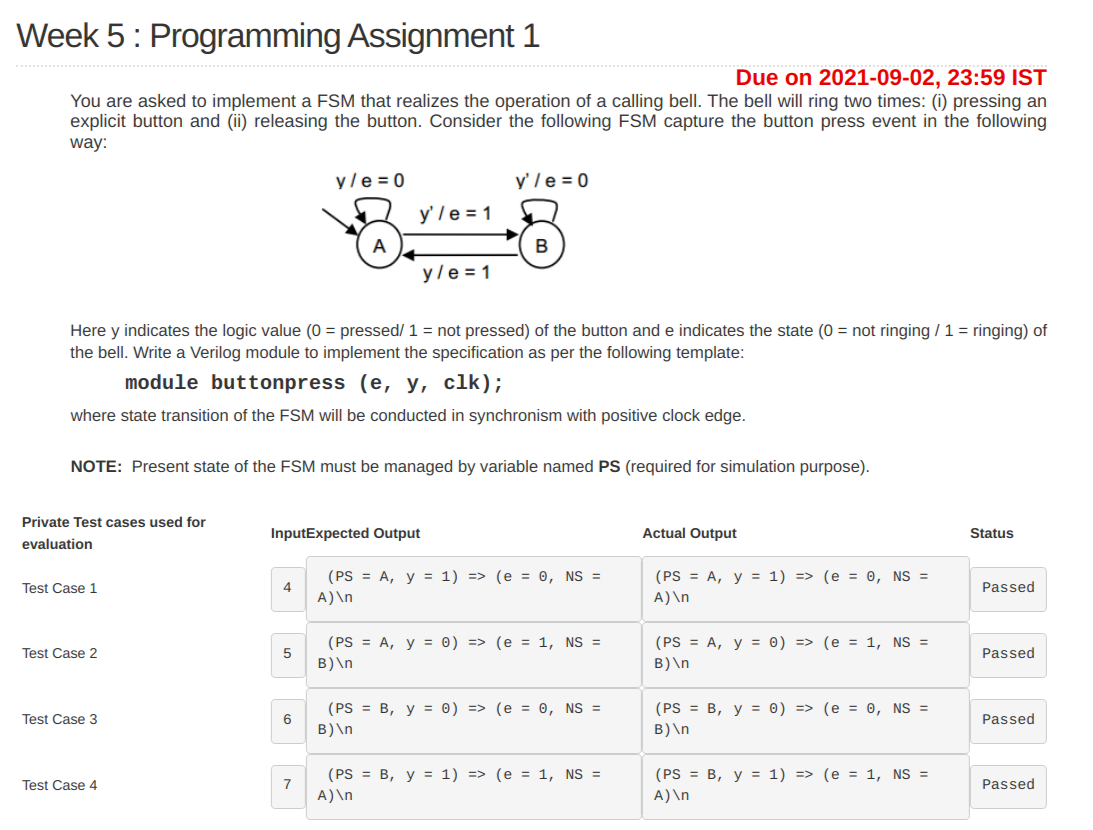 Week 5 : Programming Assignment 1
Due on 2021-09-02, 23:59 IST
You are asked to implement a FSM that realizes the operation of a calling bell. The bell will ring two times: (i) pressing an
explicit button and (ii) releasing the button. Consider the following FSM capture the button press event in the following
way:
y / e = 0
y' / e = 0
y' / e = 1
A
B
y / e = 1
Here y indicates the logic value (0 = pressed/ 1 = not pressed) of the button and e indicates the state (0 = not ringing / 1 = ringing) of
the bell. Write a Verilog module to implement the specification as per the following template:
module buttonpress (e, y, clk);
where state transition of the FSM will be conducted in synchronism with positive clock edge.
NOTE: Present state of the FSM must be managed by variable named PS (required for simulation purpose).
Private Test cases used for
evaluation
Input
Expected Output
Actual Output
Status
Test Case 1
4
(PS = A, y = 1) => (e = 0, NS =
A)\n
(PS = A, y = 1) => (e = 0, NS =
A)\n
Passed
Test Case 2
5
(PS = A, y = 0) => (e = 1, NS =
B)\n
(PS = A, y = 0) => (e = 1, NS =
B)\n
Passed
Test Case 3
6
(PS = B, y = 0) => (e = 0, NS =
B)\n
(PS = B, y = 0) => (e = 0, NS =
B)\n
Passed
Test Case 4
7
(PS = B, y = 1) => (e = 1, NS =
A)\n
(PS = B, y = 1) => (e = 1, NS =
A)\n
Passed